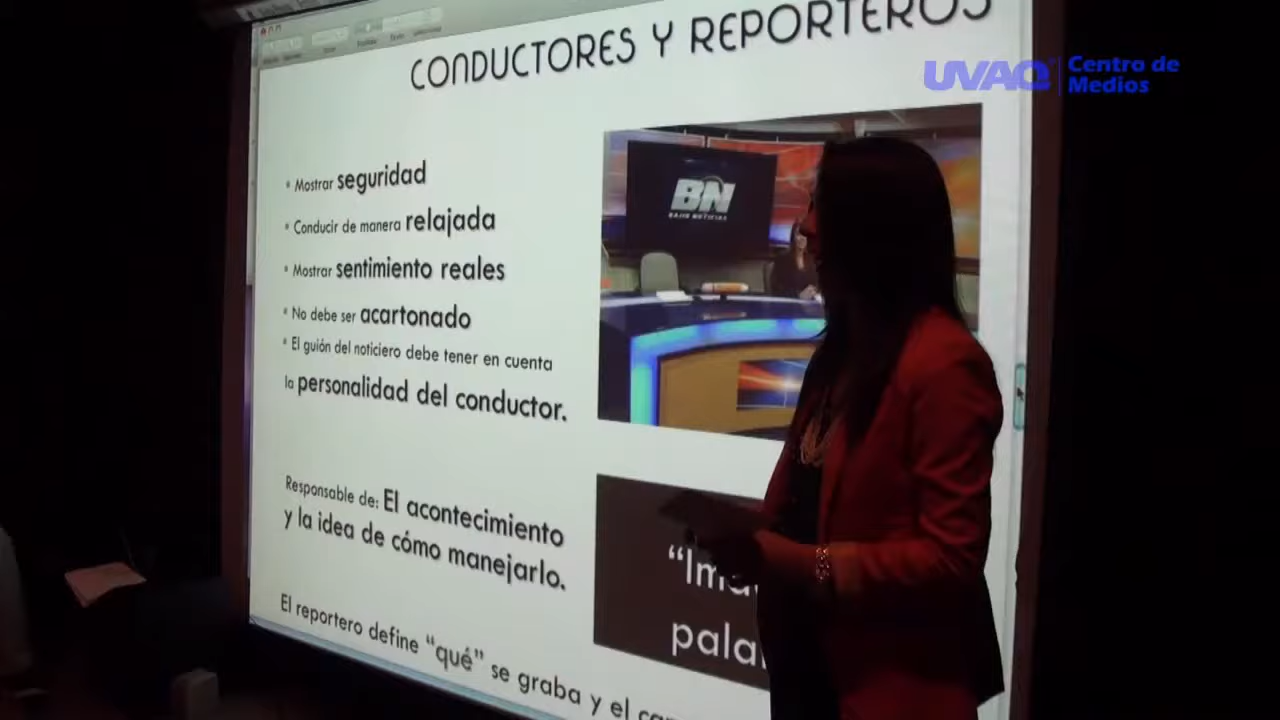 CONDUCTORES Y REPORTEROS
UVAQ
Centro de
Medios
BN
BAJIO NOTICIAS
Mostrar seguridad
Conducir de manera relajada
Mostrar sentimiento reales
No debe ser acartonado
El guión del noticiero debe tener en cuenta
la personalidad del conductor.
Responsable de: El acontecimiento
y la idea de cómo manejarlo.
El reportero define “qué” se graba y el